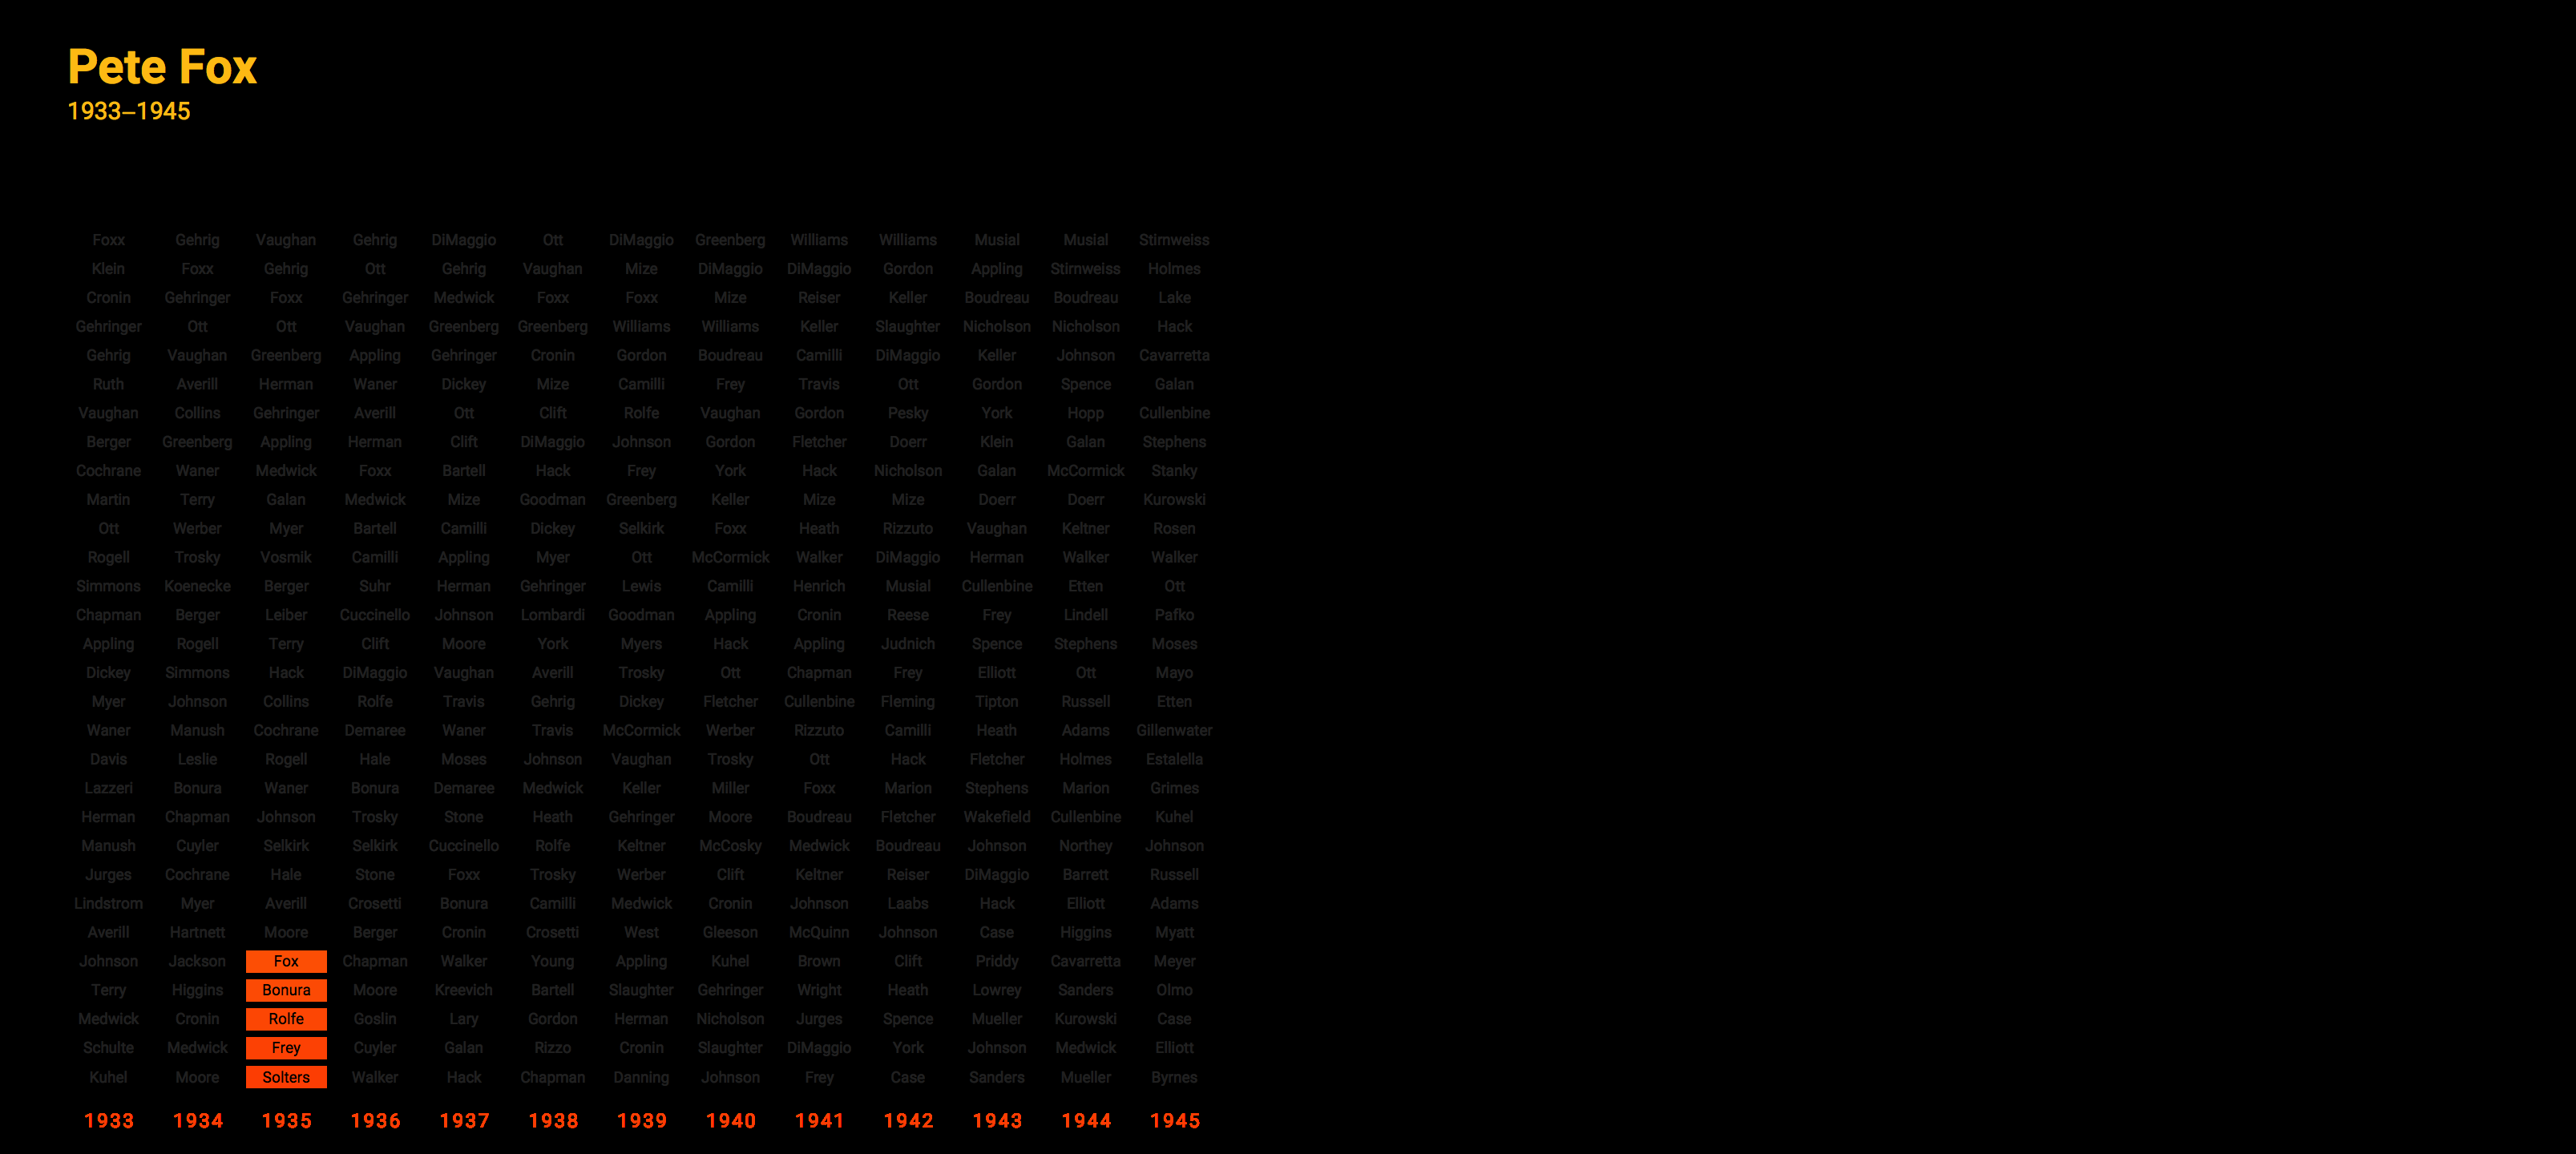 Pete Fox
1933–1945
Foxx Gehrig Vaughan Gehrig DiMaggio Ott DiMaggio Greenberg Williams Williams Musial Musial Stirnweiss
Klein Foxx Gehrig Ott Gehrig Vaughan Mize DiMaggio DiMaggio Gordon Appling Stirnweiss Holmes
Cronin Gehringer Foxx Gehringer Medwick Foxx Foxx Mize Reiser Keller Boudreau Boudreau Lake
Gehringer Ott Ott Vaughan Greenberg Greenberg Williams Williams Keller Slaughter Nicholson Nicholson Hack
Gehrig Vaughan Greenberg Appling Gehringer Cronin Gordon Boudreau Camilli DiMaggio Keller Johnson Cavarretta
Ruth Averill Herman Waner Dickey Mize Camilli Frey Travis Ott Gordon Spence Galan
Vaughan Collins Gehringer Averill Ott Clift Rolfe Vaughan Gordon Pesky York Hopp Cullenbine
Berger Greenberg Appling Herman Clift DiMaggio Johnson Gordon Fletcher Doerr Klein Galan Stephens
Cochrane Waner Medwick Foxx Bartell Hack Frey York Hack Nicholson Galan McCormick Stanky
Martin Terry Galan Medwick Mize Goodman Greenberg Keller Mize Mize Doerr Doerr Kurowski
Ott Werber Myer Bartell Camilli Dickey Selkirk Foxx Heath Rizzuto Vaughan Keltner Rosen
Rogell Trosky Vosmik Camilli Appling Myer Ott McCormick Walker DiMaggio Herman Walker Walker
Simmons Koenecke Berger Suhr Herman Gehringer Lewis Camilli Henrich Musial Cullenbine Etten Ott
Chapman Berger Leiber Cuccinello Johnson Lombardi Goodman Appling Cronin Reese Frey Lindell Pafko
Appling Rogell Terry Clift Moore York Myers Hack Appling Judnich Spence Stephens Moses
Dickey Simmons Hack DiMaggio Vaughan Averill Trosky Ott Chapman Frey Elliott Ott Mayo
Myer Johnson Collins Rolfe Travis Gehrig Dickey Fletcher Cullenbine Fleming Tipton Russell Etten
Waner Manush Cochrane Demaree Waner Travis McCormick Werber Rizzuto Camilli Heath Adams Gillenwater
Davis Leslie Rogell Hale Moses Johnson Vaughan Trosky Ott Hack Fletcher Holmes Estalella
Lazzeri Bonura Waner Bonura Demaree Medwick Keller Miller Foxx Marion Stephens Marion Grimes
Herman Chapman Johnson Trosky Stone Heath Gehringer Moore Boudreau Fletcher Wakefield Cullenbine Kuhel
Manush Cuyler Selkirk Selkirk Cuccinello Rolfe Keltner McCosky Medwick Boudreau Johnson Northey Johnson
Jurges Cochrane Hale Stone Foxx Trosky Werber Clift Keltner Reiser DiMaggio Barrett Russell
Lindstrom Myer Averill Crosetti Bonura Camilli Medwick Cronin Johnson Laabs Hack Elliott Adams
Averill Hartnett Moore Berger Cronin Crosetti West Gleeson McQuinn Johnson Case Higgins Myatt
Johnson Jackson Fox Chapman Walker Young Appling Kuhel Brown Clift Priddy Cavarretta Meyer
Terry Higgins Bonura Moore Kreevich Bartell Slaughter Gehringer Wright Heath Lowrey Sanders Olmo
Medwick Cronin Rolfe Goslin Lary Gordon Herman Nicholson Jurges Spence Mueller Kurowski Case
Schulte Medwick Frey Cuyler Galan Rizzo Cronin Slaughter DiMaggio York Johnson Medwick Elliott
Kuhel Moore Solters Walker Hack Chapman Danning Johnson Frey Case Sanders Mueller Byrnes
1933 1934 1935 1936 1937 1938 1939 1940 1941 1942 1943 1944 1945